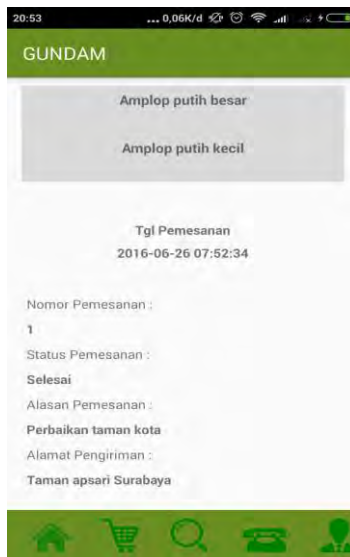 20:53 ... 0,06K/d
GUNDAM
Amplop putih besar
Amplop putih kecil
Tgl Pemesanan
2016-06-26 07:52:34
Nomor Pemesanan :
1
Status Pemesanan :
Selesai
Alasan Pemesanan :
Perbaikan taman kota
Alamat Pengiriman :
Taman apsari Surabaya